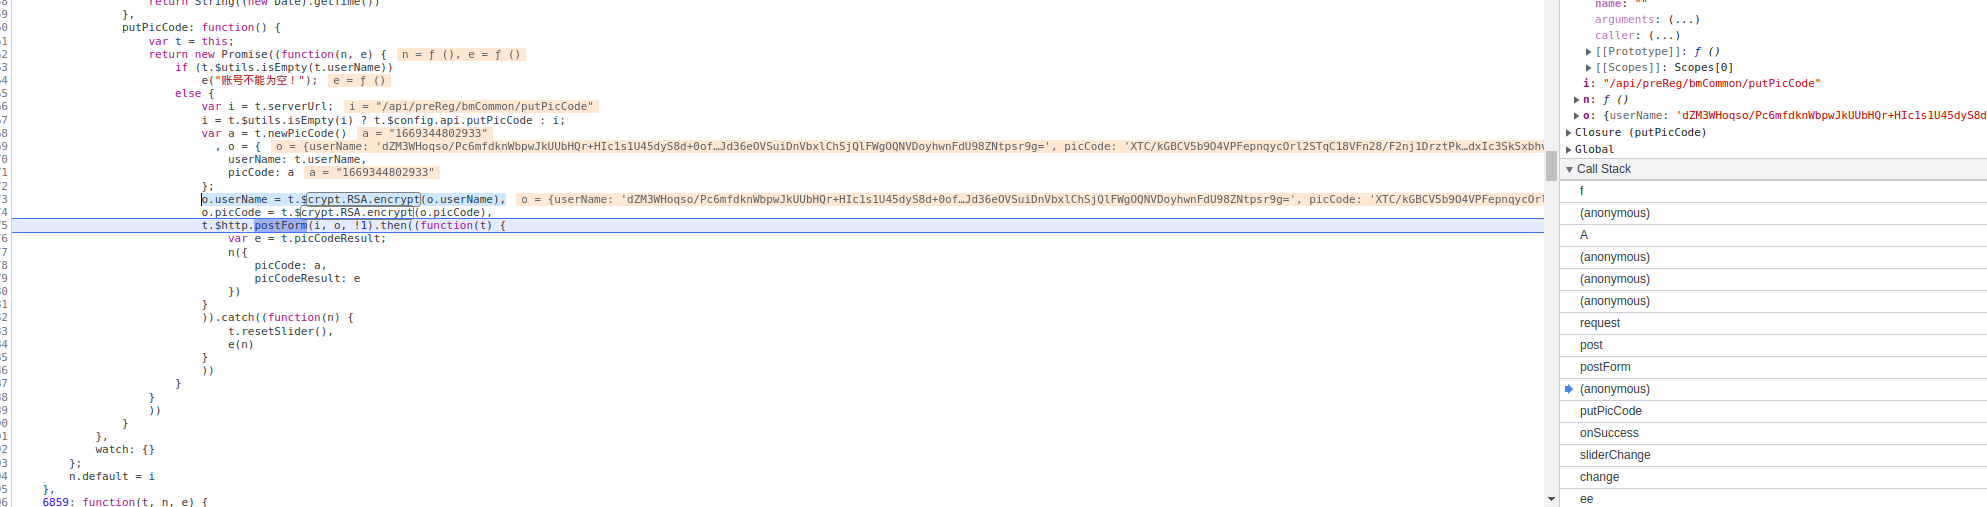 return String((new Date).getTime())
},
putPicCode: function() {
var t = this;
return new Promise((function(n, e) { n = ƒ (), e = ƒ ()
if (t.$utils.isEmpty(t.userName))
e("账号不能为空！"); e = ƒ ()
else {
var i = t.serverUrl; i = "/api/preReg/bmCommon/putPicCode"
i = t.$utils.isEmpty(i) ? t.$config.api.putPicCode : i;
var a = t.newPicCode() a = "1669344802933"
, o = { o = {userName: 'dZM3WHoqso/Pc6mfdknWbpwJkUUbHQr+HIc1s1U45dyS8d+0of…Jd36eOVSuiDnVbxlChSjQlFWgOQNVDoyhwnFdU98ZNtpsr9g=', picCode: 'XTC/kGBCV5b9O4VPFepnqycOrl2STqC18VFn28/F2nj1DrztPk…dxIc3SkSxbhv
userName: t.userName,
picCode: a a = "1669344802933"
};
o.userName = t.$crypt.RSA.encrypt(o.userName), o = {userName: 'dZM3WHoqso/Pc6mfdknWbpwJkUUbHQr+HIc1s1U45dyS8d+0of…Jd36eOVSuiDnVbxlChSjQlFWgOQNVDoyhwnFdU98ZNtpsr9g=', picCode: 'XTC/kGBCV5b9O4VPFepnqycOrl
o.picCode = t.$crypt.RSA.encrypt(o.picCode),
t.$http.postForm(i, o, !1).then((function(t) {
var e = t.picCodeResult;
n({
picCode: a,
picCodeResult: e
})
}
)).catch((function(n) {
t.resetSlider(),
e(n)
}
))
}
}
))
}
},
watch: {}
};
n.default = i
},
6859: function(t, n, e) {
name: ""
arguments: (...)
caller: (...)
[[Prototype]]: ƒ ()
[[Scopes]]: Scopes[0]
i: "/api/preReg/bmCommon/putPicCode"
n: ƒ ()
o: {userName: 'dZM3WHoqso/Pc6mfdknWbpwJkUUbHQr+HIc1s1U45dyS8d
Closure (putPicCode)
Global
Call Stack
f
(anonymous)
A
(anonymous)
(anonymous)
(anonymous)
request
post
postForm
(anonymous)
putPicCode
onSuccess
sliderChange
change
ee